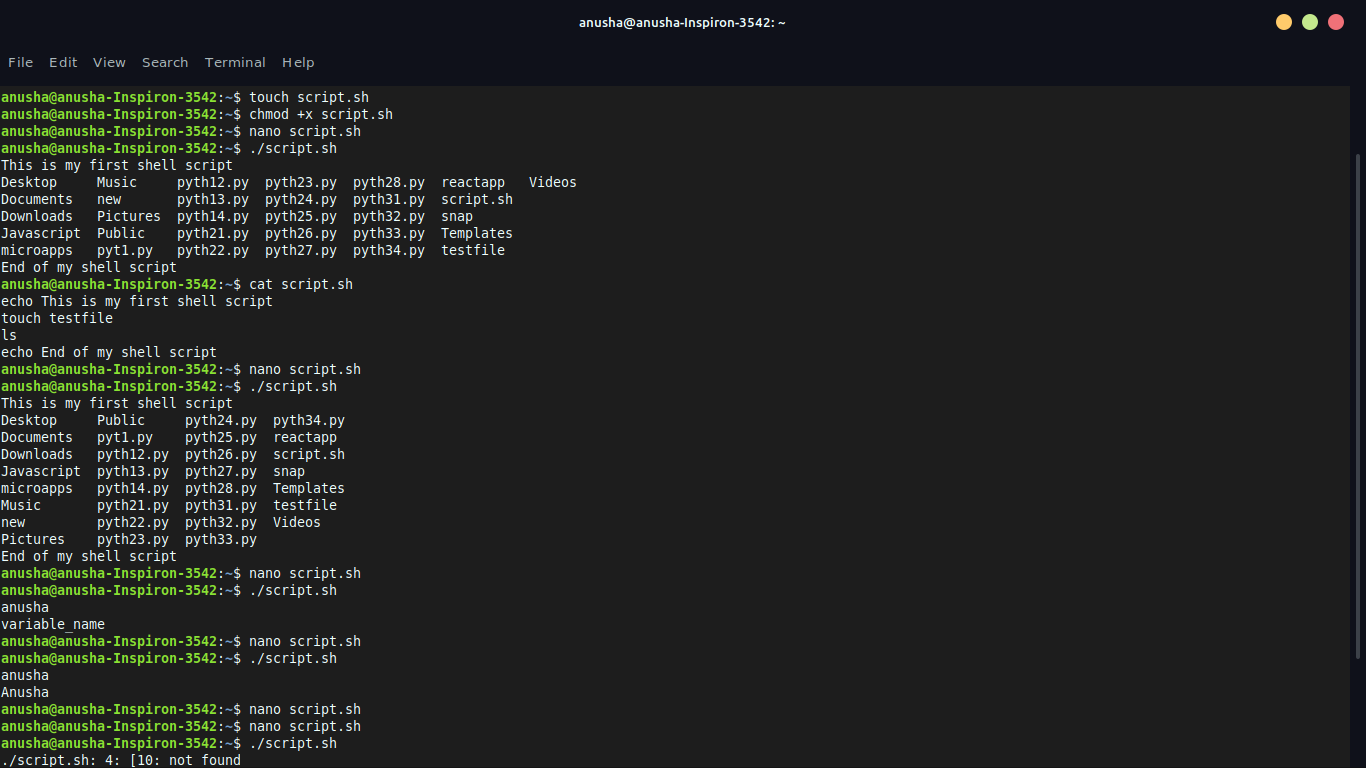 anusha@anusha-Inspiron-3542: ~
File Edit View Search Terminal Help
anusha@anusha-Inspiron-3542:~$ touch script.sh
anusha@anusha-Inspiron-3542:~$ chmod +x script.sh
anusha@anusha-Inspiron-3542:~$ nano script.sh
anusha@anusha-Inspiron-3542:~$ ./script.sh
This is my first shell script
Desktop     Music     pyth12.py  pyth23.py  pyth28.py  reactapp   Videos
Documents   new       pyth13.py  pyth24.py  pyth31.py  script.sh
Downloads   Pictures  pyth14.py  pyth25.py  pyth32.py  snap
Javascript  Public    pyth21.py  pyth26.py  pyth33.py  Templates
microapps   pyt1.py   pyth22.py  pyth27.py  pyth34.py  testfile
End of my shell script
anusha@anusha-Inspiron-3542:~$ cat script.sh
echo This is my first shell script
touch testfile
ls
echo End of my shell script
anusha@anusha-Inspiron-3542:~$ nano script.sh
anusha@anusha-Inspiron-3542:~$ ./script.sh
This is my first shell script
Desktop     Public     pyth24.py  pyth34.py
Documents   pyt1.py    pyth25.py  reactapp
Downloads   pyth12.py  pyth26.py  script.sh
Javascript  pyth13.py  pyth27.py  snap
microapps   pyth14.py  pyth28.py  Templates
Music       pyth21.py  pyth31.py  testfile
new         pyth22.py  pyth32.py  Videos
Pictures    pyth23.py  pyth33.py
End of my shell script
anusha@anusha-Inspiron-3542:~$ nano script.sh
anusha@anusha-Inspiron-3542:~$ ./script.sh
anusha
variable_name
anusha@anusha-Inspiron-3542:~$ nano script.sh
anusha@anusha-Inspiron-3542:~$ ./script.sh
anusha
Anusha
anusha@anusha-Inspiron-3542:~$ nano script.sh
anusha@anusha-Inspiron-3542:~$ nano script.sh
anusha@anusha-Inspiron-3542:~$ ./script.sh
./script.sh: 4: [10: not found